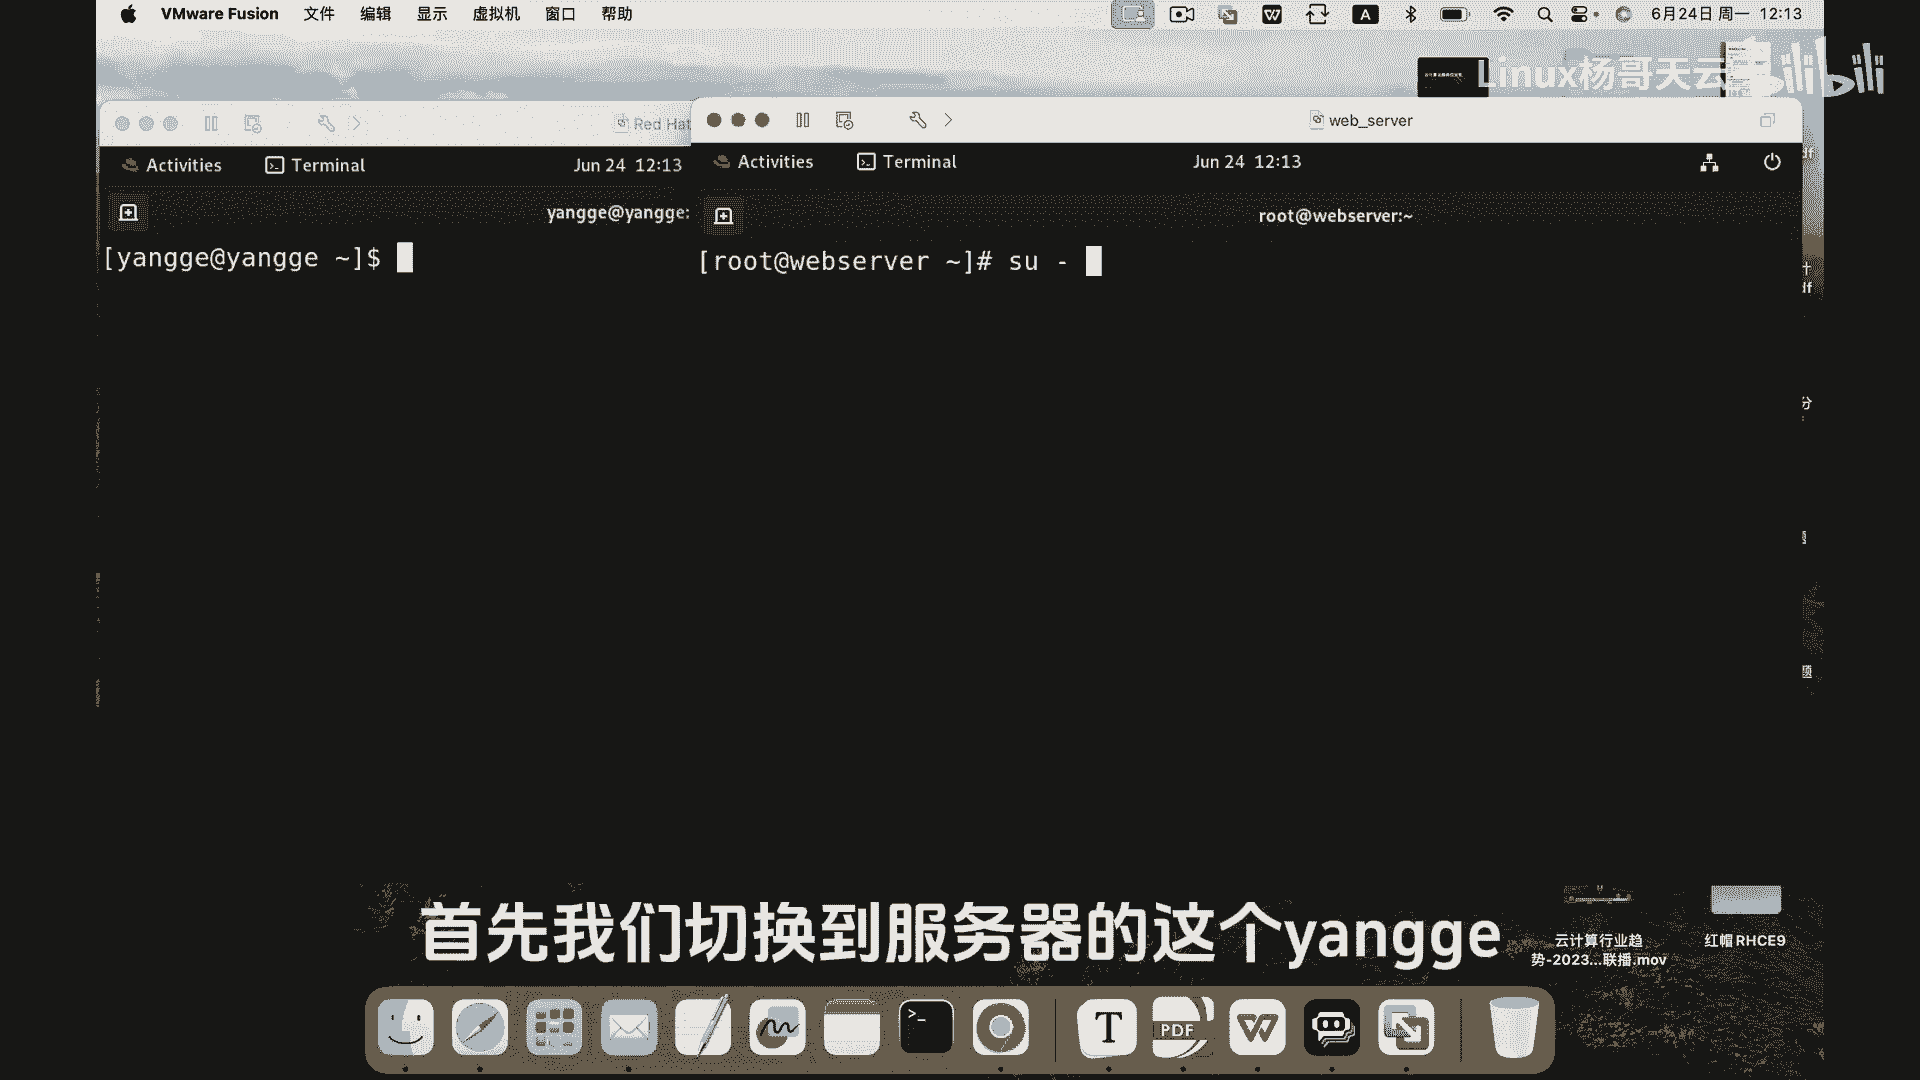 VMware Fusion 文件 编辑 显示 虚拟机 窗口 帮助
A 6月24日 周一 12:13
Linux杨哥天云
bilibili
Red Hat
web_server
Activities Terminal Jun 24 12:13
Activities Terminal Jun 24 12:13
yangge@yangge:
root@webserver:~
[yangge@yangge ~]$
[root@webserver ~]# su -
首先我们切换到服务器的这个yangge
云计算行业趋
势-2023...联播.mov
红帽 RHCE9
T
PDF
W